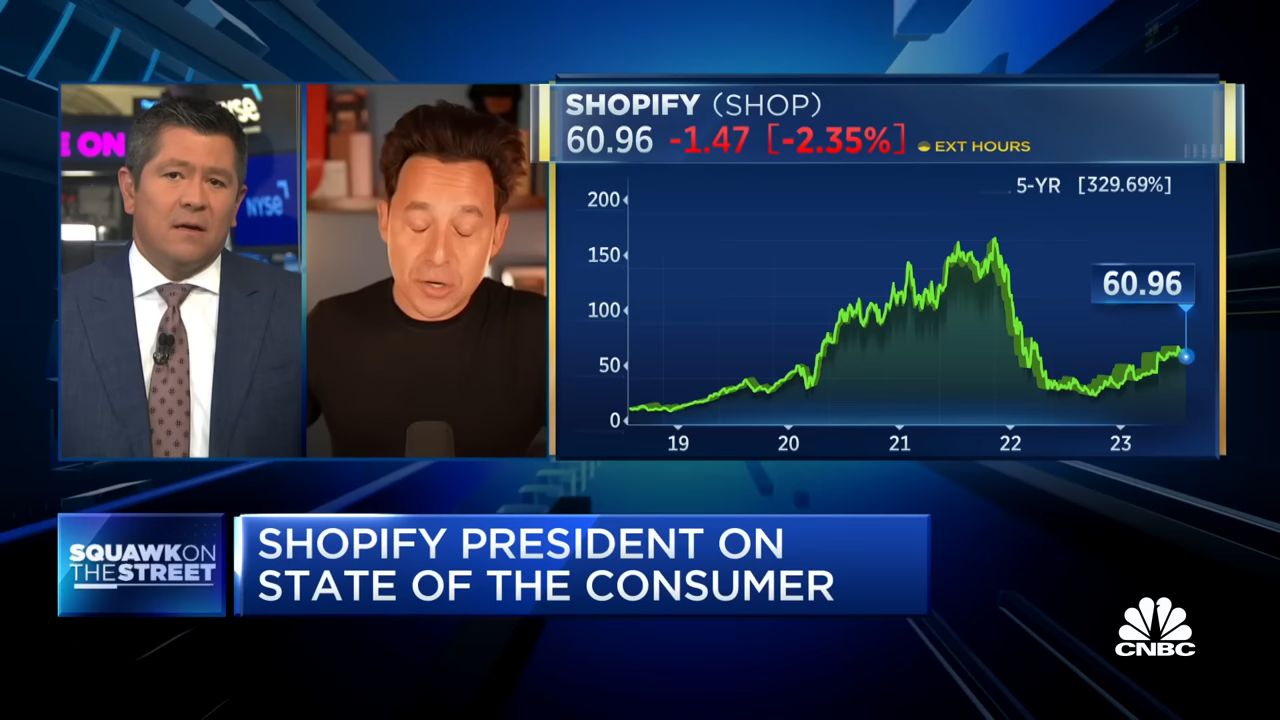 E ON
nyse
NYSE
SHOPIFY (SHOP)
60.96 -1.47 [-2.35%] EXT HOURS
5-YR [329.69%]
200
150
100
50
0
60.96
19 20 21 22 23
SQUAWK ON
THE STREET
SHOPIFY PRESIDENT ON
STATE OF THE CONSUMER
CNBC